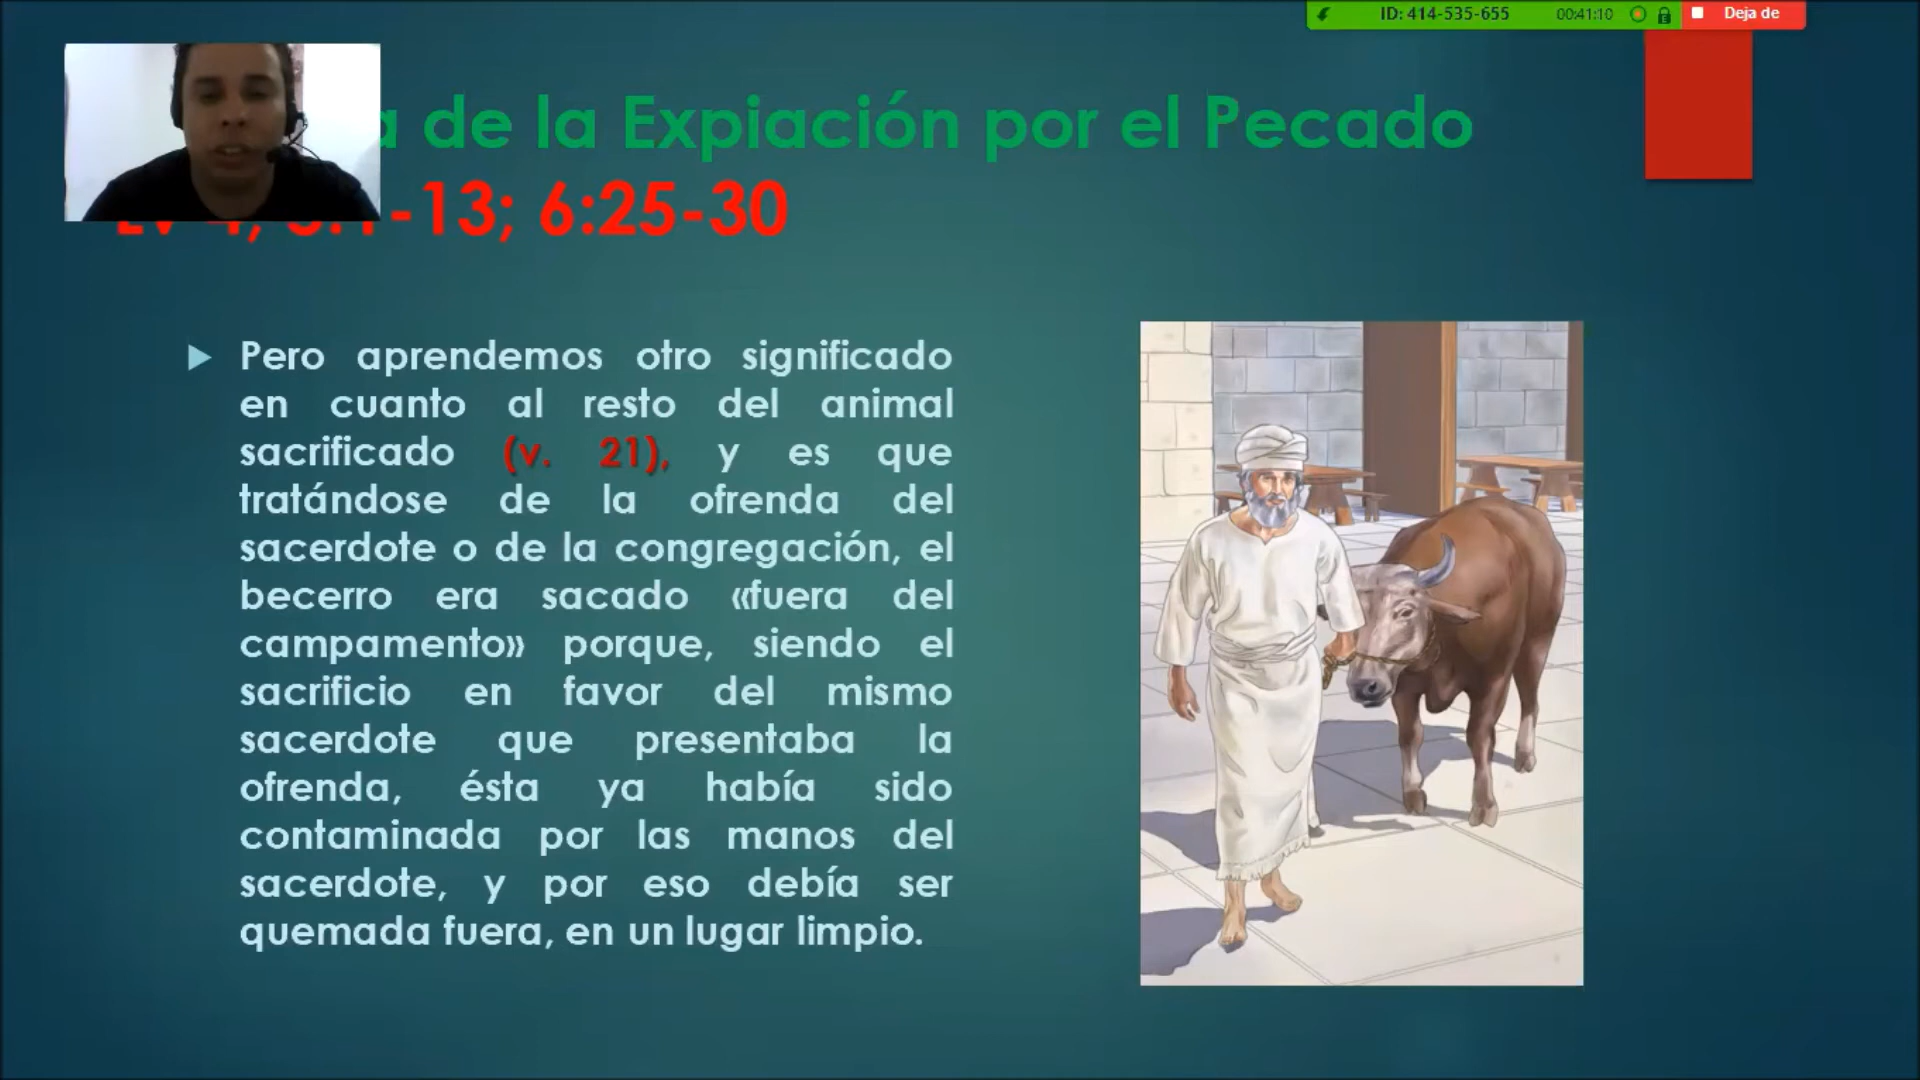 ID: 414-535-655 00:41:10 Deja de
a de la Expiación por el Pecado
-13; 6:25-30
Pero aprendemos otro significado
en cuanto al resto del animal
sacrificado (v. 21), y es que
tratándose de la ofrenda del
sacerdote o de la congregación, el
becerro era sacado «fuera del
campamento» porque, siendo el
sacrificio en favor del mismo
sacerdote que presentaba la
ofrenda, ésta ya había sido
contaminada por las manos del
sacerdote, y por eso debía ser
quemada fuera, en un lugar limpio.